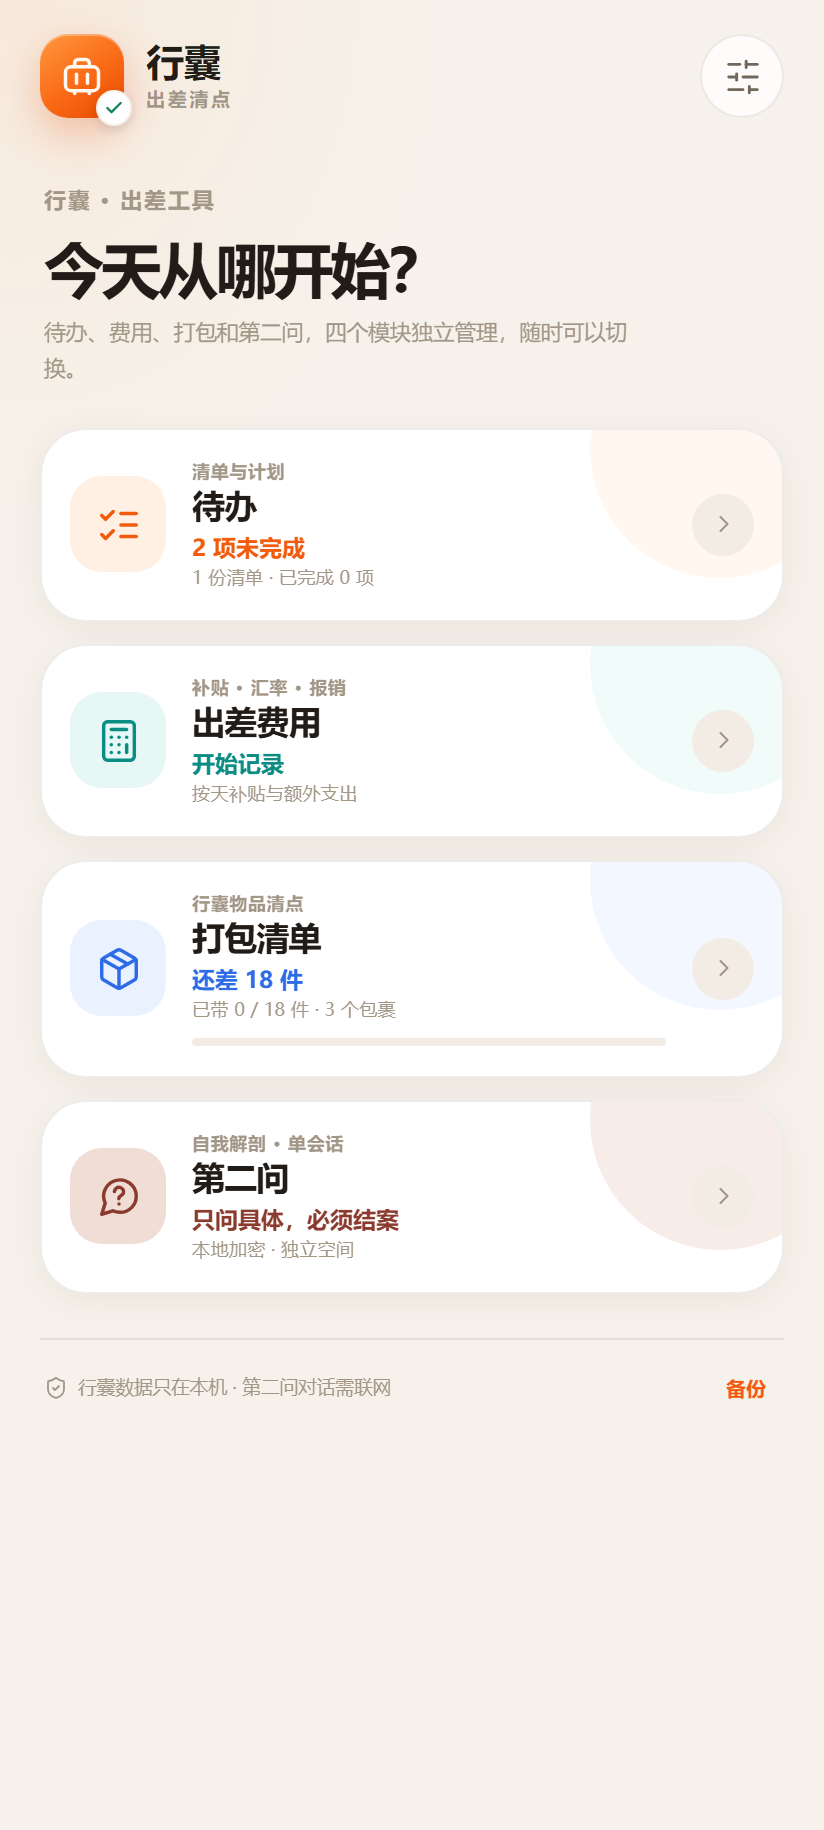 行囊
出差清点
行囊 • 出差工具
今天从哪开始?
待办、费用、打包和第二问，四个模块独立管理，随时可以切
换。
清单与计划
待办
2 项未完成
1 份清单 · 已完成 0 项
补贴 • 汇率 • 报销
出差费用
开始记录
按天补贴与额外支出
行囊物品清点
打包清单
还差 18 件
已带 0 / 18 件 · 3 个包裹
自我解剖 • 单会话
第二问
只问具体，必须结案
本地加密 · 独立空间
行囊数据只在本机 · 第二问对话需联网
备份